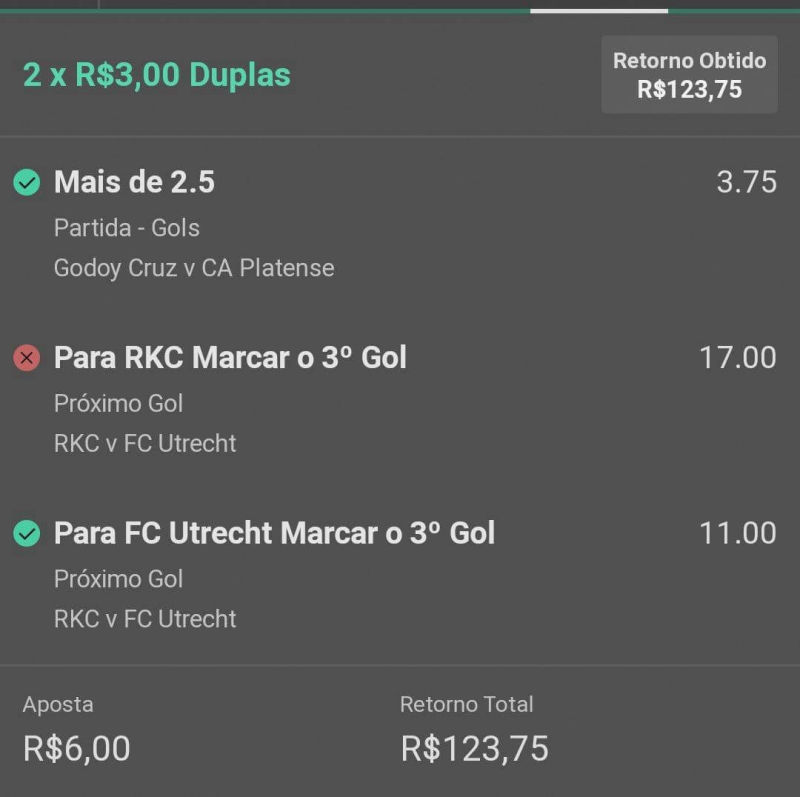 2 x R$3,00 Duplas
Retorno Obtido
R$123,75
Mais de 2.5
3.75
Partida - Gols
Godoy Cruz v CA Platense
Para RKC Marcar o 3º Gol
17.00
Próximo Gol
RKC v FC Utrecht
Para FC Utrecht Marcar o 3º Gol
11.00
Próximo Gol
RKC v FC Utrecht
Aposta
Retorno Total
R$6,00
R$123,75